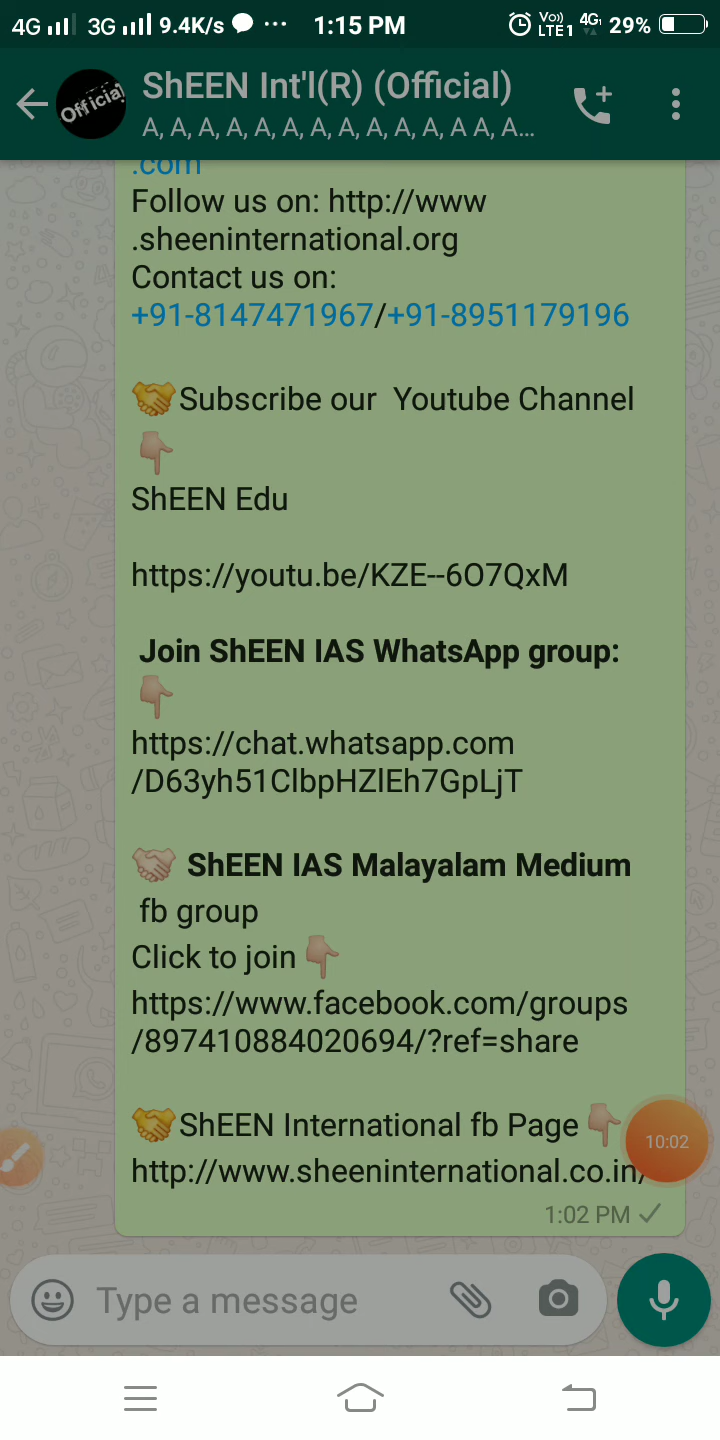 4G 3G 9.4K/s 1:15 PM Vo)) LTE1 4G 29%
ShEEN Int'l(R) (Official)
Official
A, A, A, A, A, A, A, A, A, A, A, A A, A...
.com
Follow us on: http://www
.sheeninternational.org
Contact us on:
+91-8147471967/+91-8951179196
🤝Subscribe our Youtube Channel
👇
ShEEN Edu
https://youtu.be/KZE--6O7QxM
Join ShEEN IAS WhatsApp group:
👇🏼
https://chat.whatsapp.com
/D63yh51ClbpHZlEh7GpLjT
🤝🏻 ShEEN IAS Malayalam Medium
fb group
Click to join👇🏼
https://www.facebook.com/groups
/897410884020694/?ref=share
🤝ShEEN International fb Page👇🏼
10:02
http://www.sheeninternational.co.in/
1:02 PM
Type a message